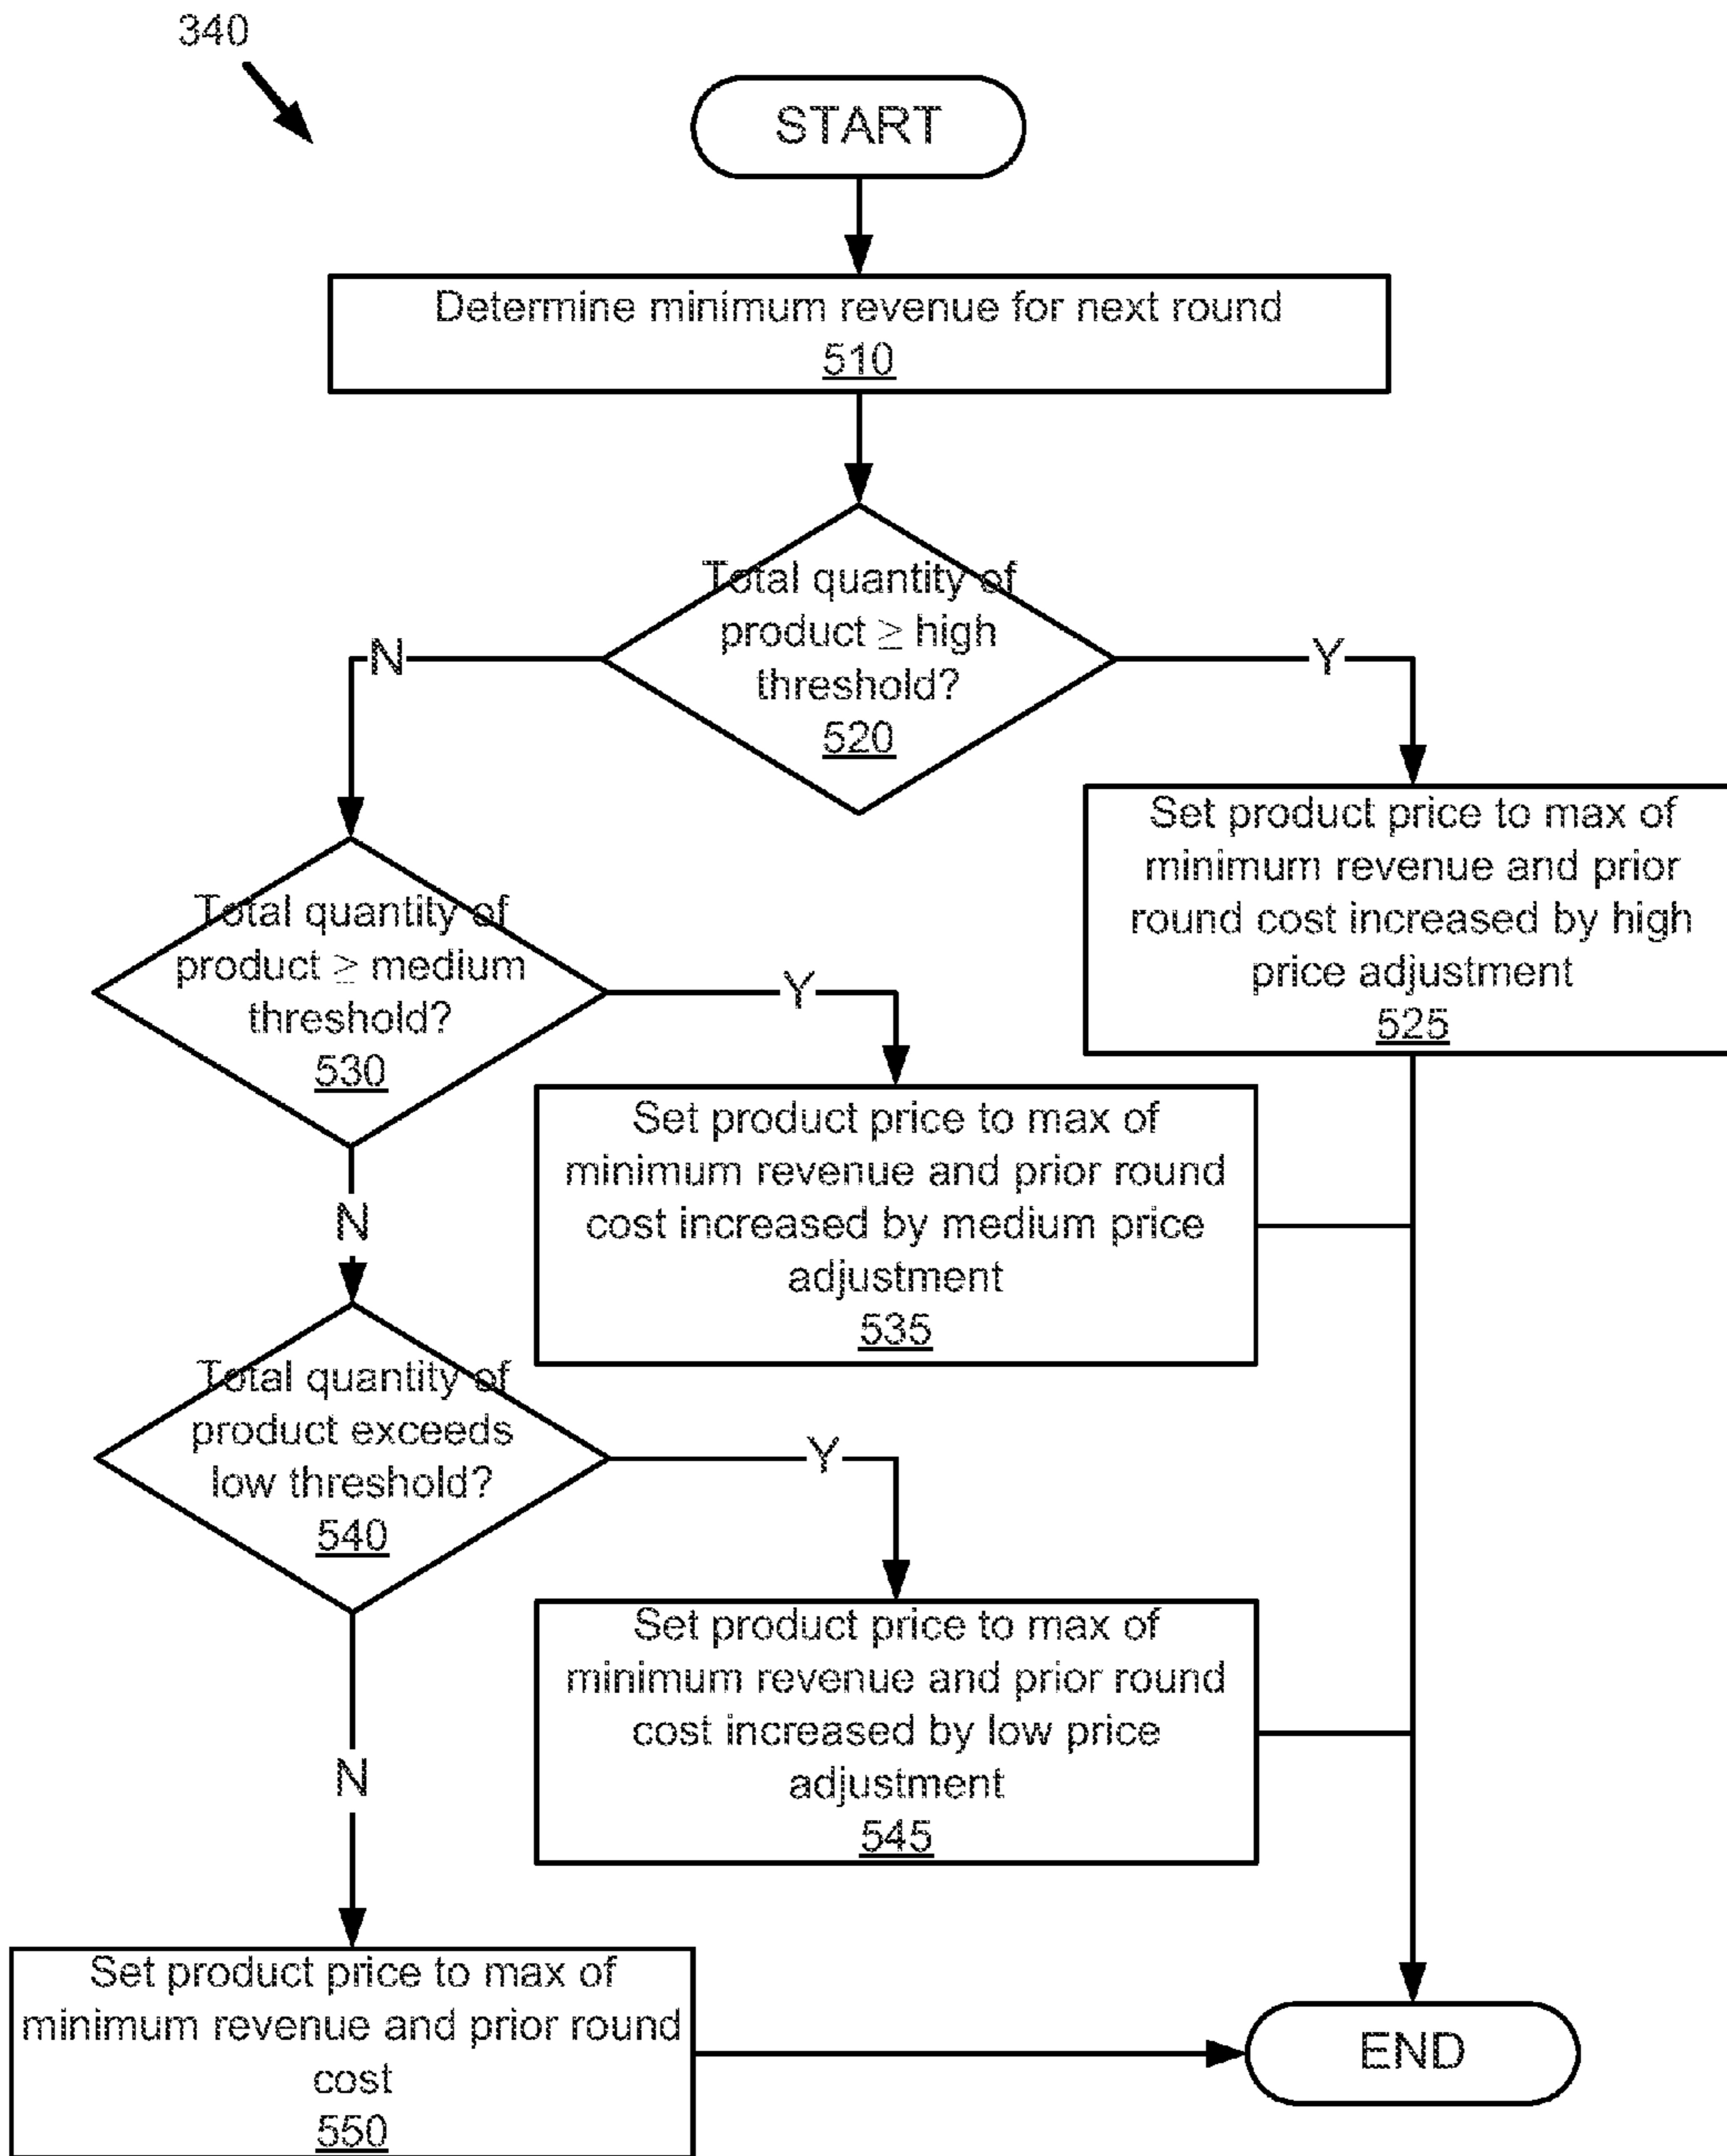 340
START
Determine minimum revenue for next round
510
Total quantity of
product ≥ high
threshold?
520
N
Y
Set product price to max of
minimum revenue and prior
round cost increased by high
price adjustment
525
Total quantity of
product ≥ medium
threshold?
530
Y
N
Set product price to max of
minimum revenue and prior round
cost increased by medium price
adjustment
535
Total quantity of
product exceeds
low threshold?
540
Y
N
Set product price to max of
minimum revenue and prior round
cost increased by low price
adjustment
545
Set product price to max of
minimum revenue and prior round
cost
550
END